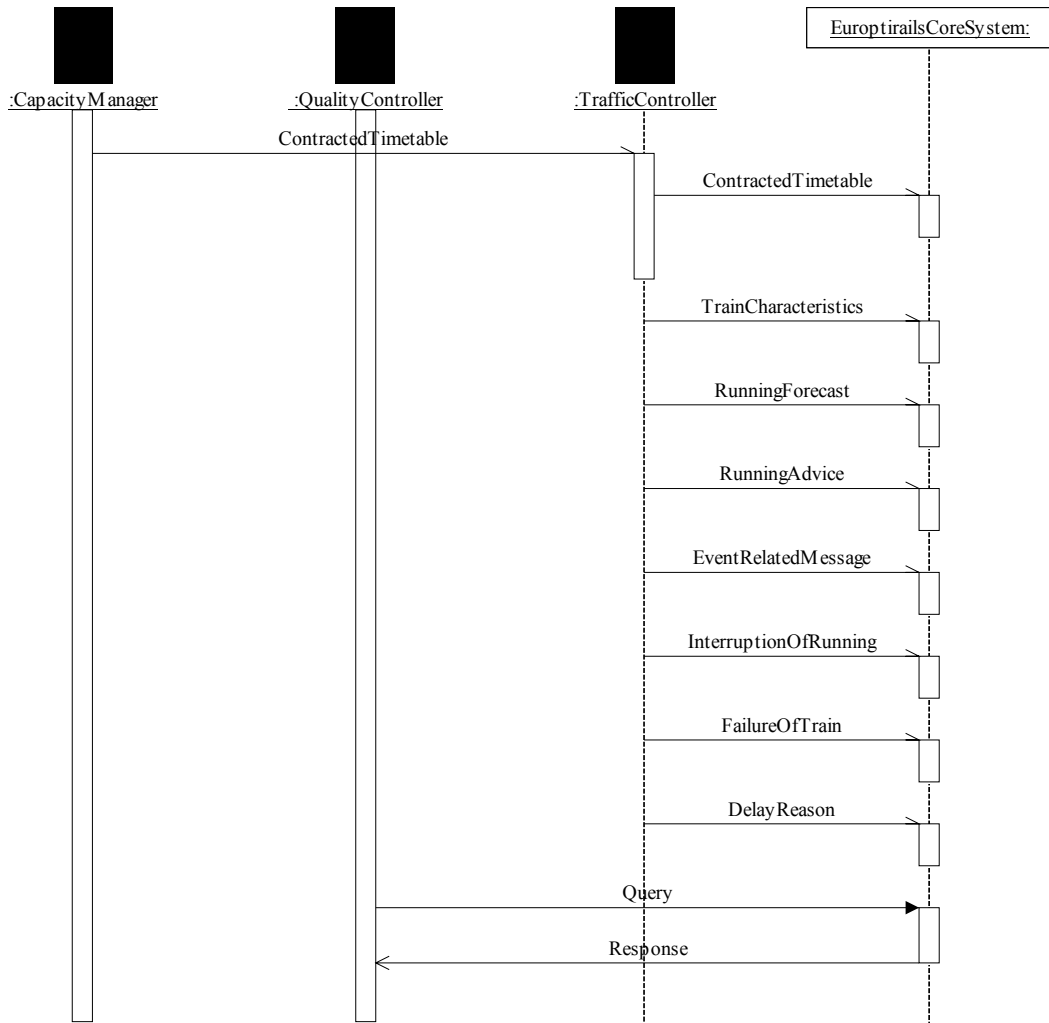 EuroptirailsCoreSystem:
:CapacityManager
:QualityController
:TrafficController
ContractedTimetable
ContractedTimetable
TrainCharacteristics
RunningForecast
RunningAdvice
EventRelatedMessage
InterruptionOfRunning
FailureOfTrain
DelayReason
Query
Response